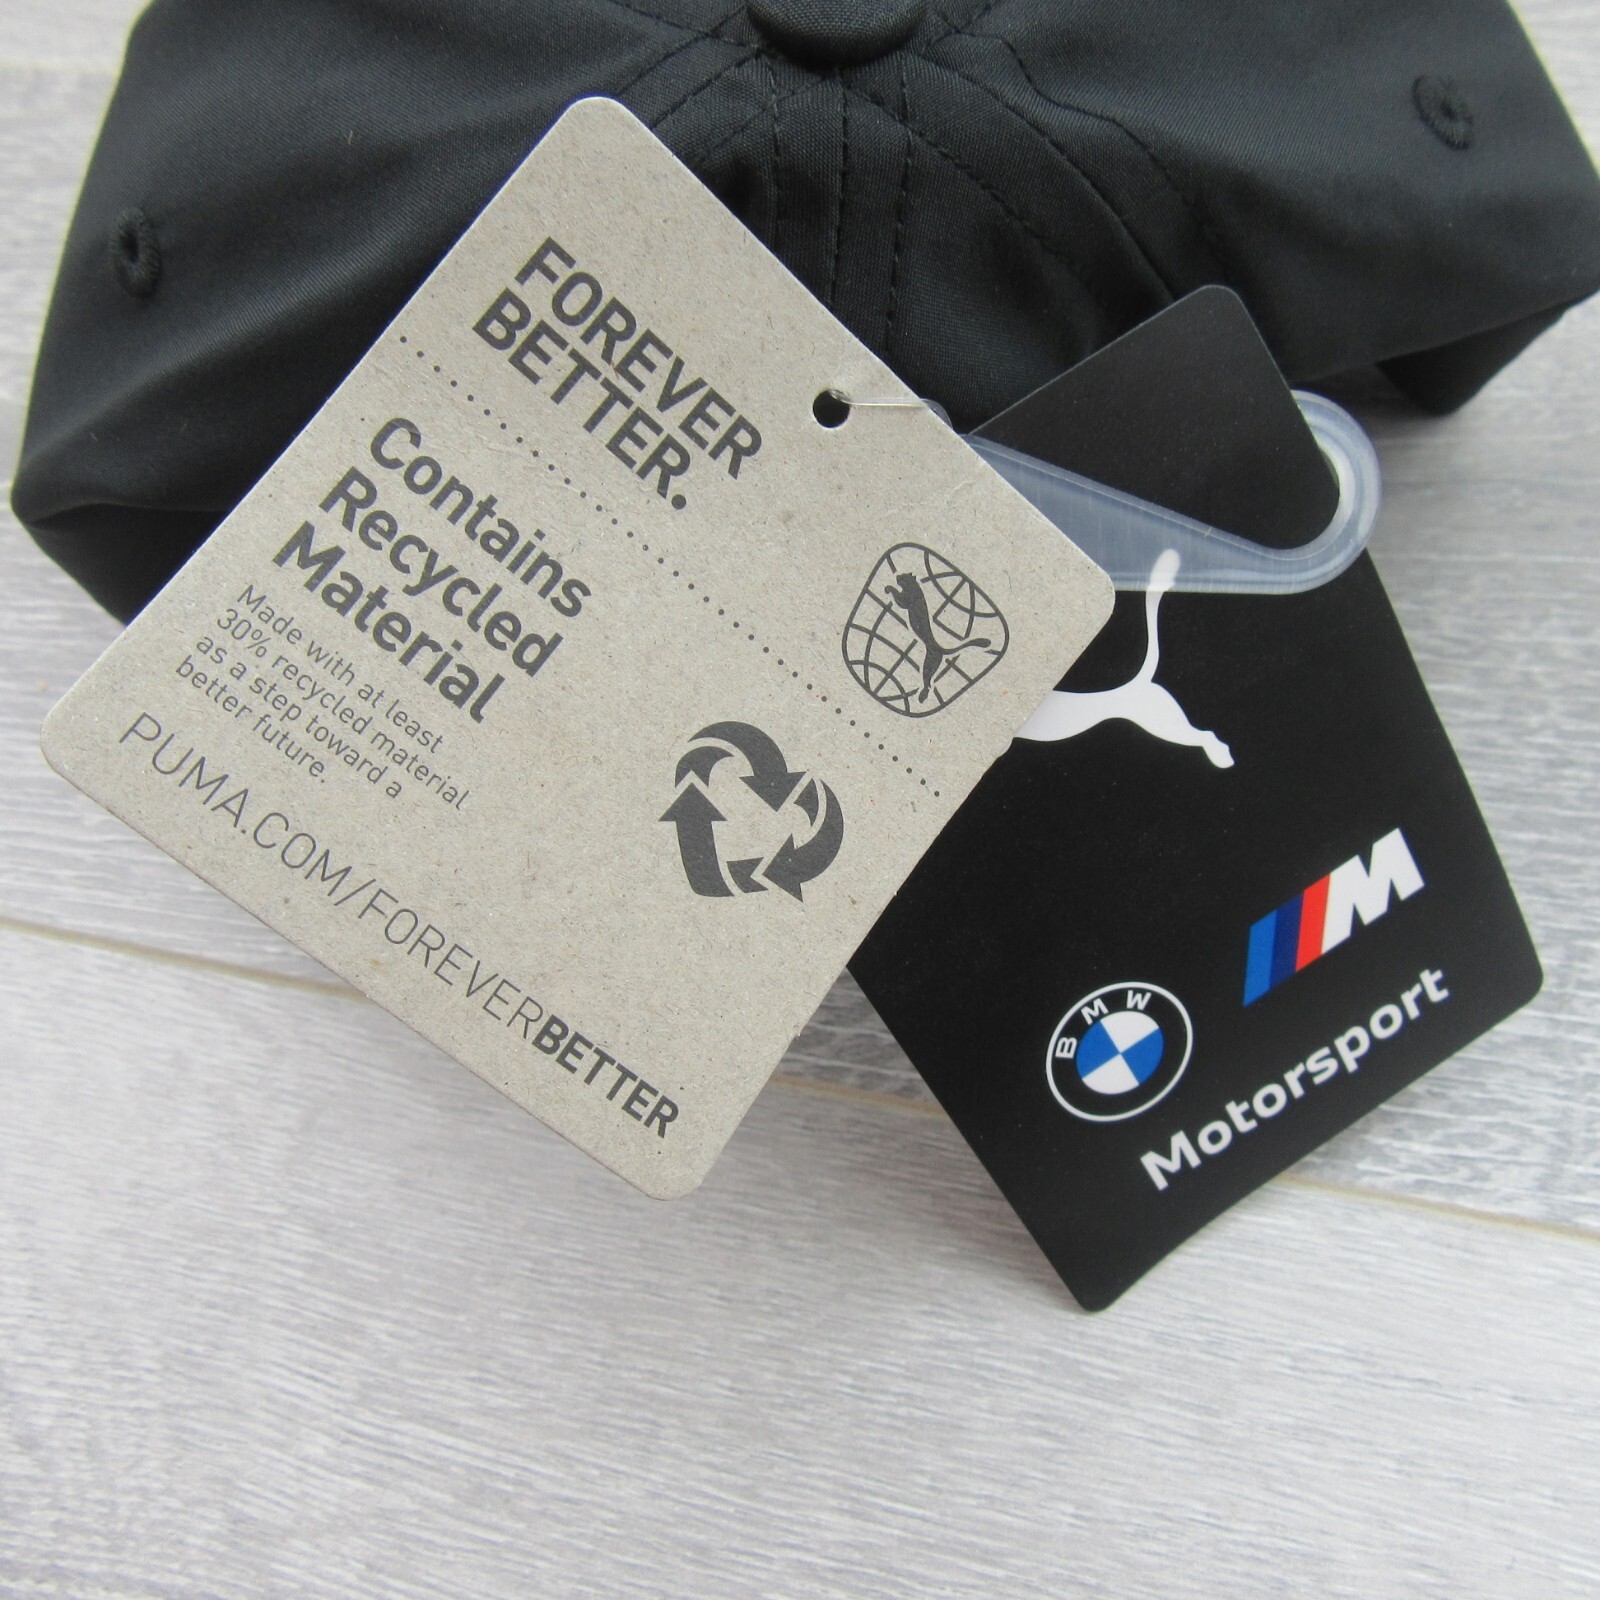 FOREVER
BETTER.
Contains
Recycled
Material
Made with at least
30% recycled material
as a step toward a
better future.
PUMA.COM/FOREVERBETTER
M
BMW
Motorsport